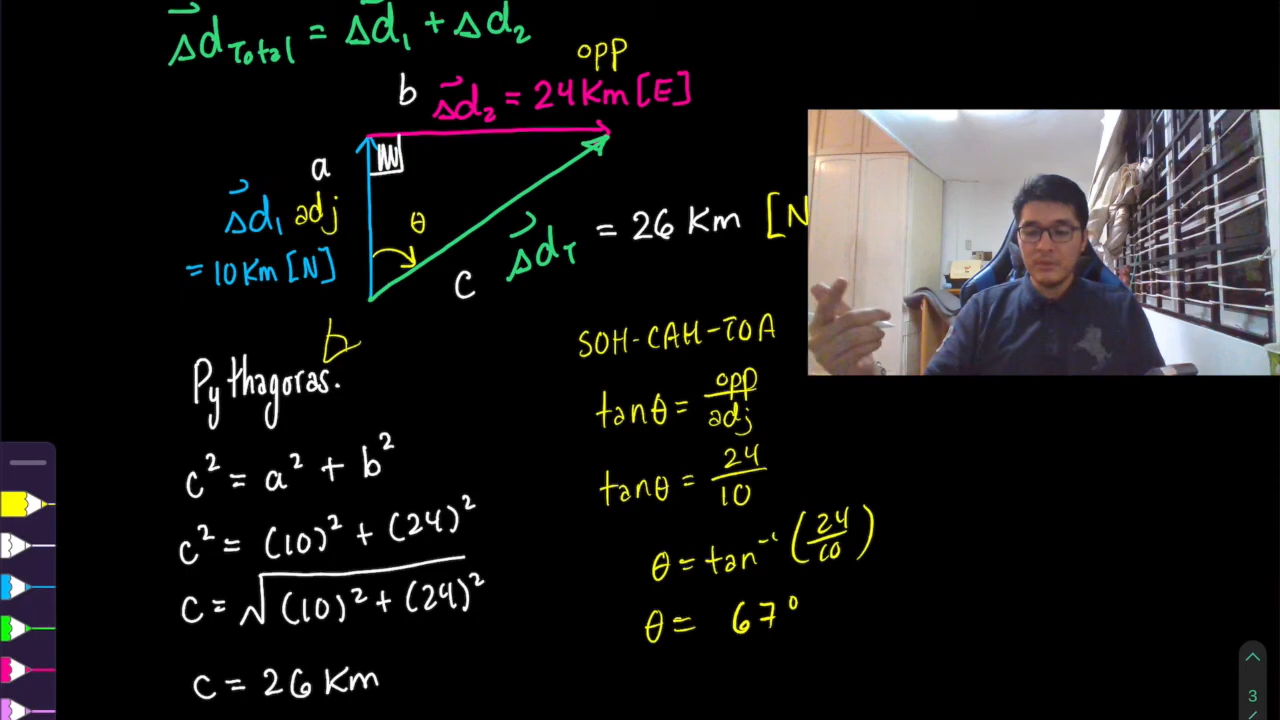 Δd⃗Total = Δd⃗1 + Δd2
opp
b Δd⃗2 = 24 Km [E]
a
Δd⃗1 adj
= 10 Km [N]
θ
c Δd⃗T = 26 Km [N
Pythagoras.
c² = a² + b²
c² = (10)² + (24)²
c = √(10)² + (24)²
c = 26 Km
SOH-CAH-TOA
tanθ = opp/adj
tanθ = 24/10
θ = tan⁻¹ (24/10)
θ = 67°
3